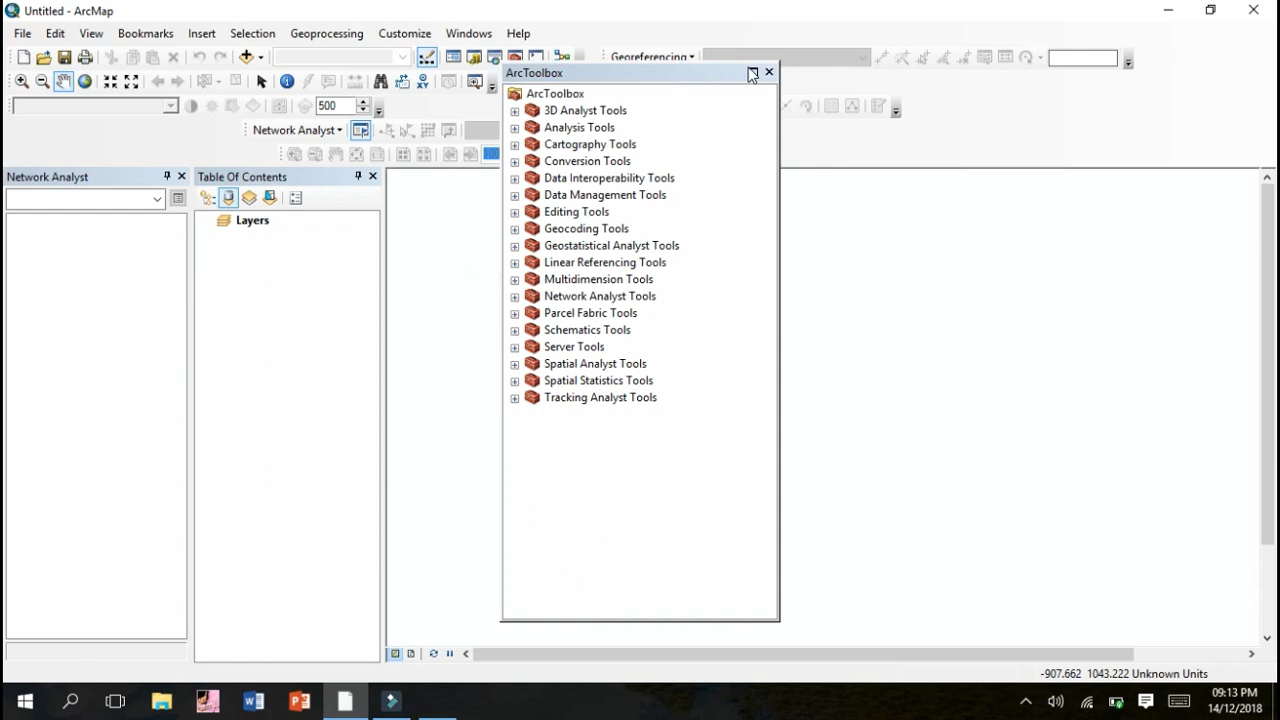 Untitled - ArcMap
File Edit View Bookmarks Insert Selection Geoprocessing Customize Windows Help
Georeferencing
500
Network Analyst
Network Analyst
Table Of Contents
Layers
ArcToolbox
ArcToolbox
3D Analyst Tools
Analysis Tools
Cartography Tools
Conversion Tools
Data Interoperability Tools
Data Management Tools
Editing Tools
Geocoding Tools
Geostatistical Analyst Tools
Linear Referencing Tools
Multidimension Tools
Network Analyst Tools
Parcel Fabric Tools
Schematics Tools
Server Tools
Spatial Analyst Tools
Spatial Statistics Tools
Tracking Analyst Tools
-907.662 1043.222 Unknown Units
09:13 PM
14/12/2018